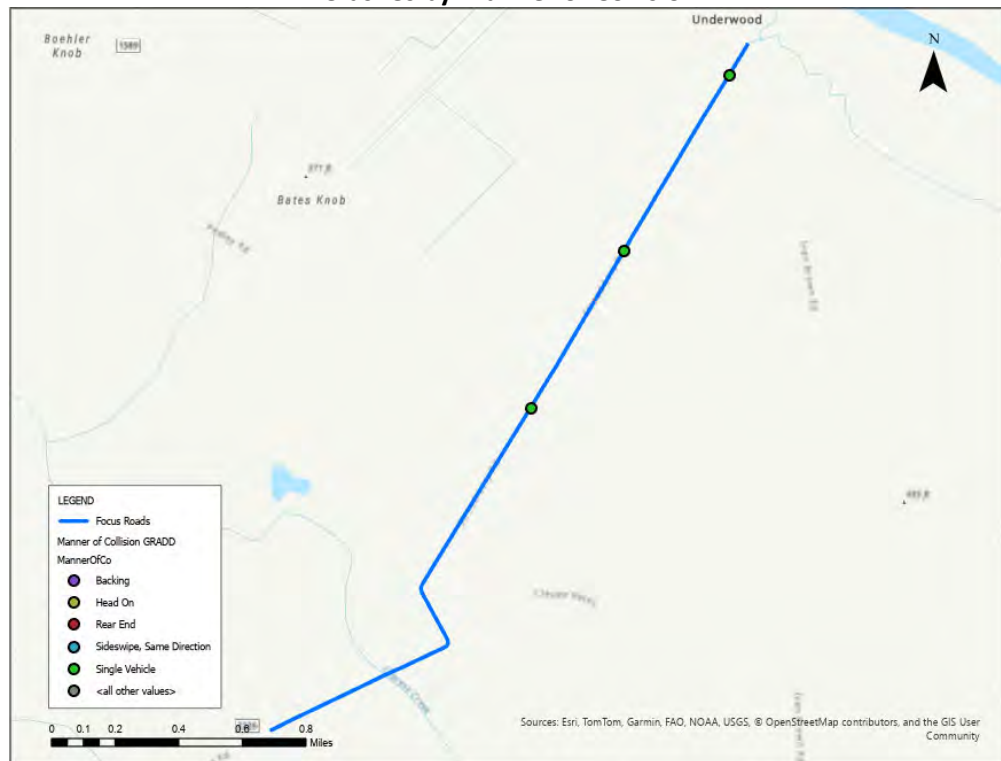 Underwood
Boehler
Knob
1589
N
Bates Knob
LEGEND
Focus Roads
Manner of Collision GRADD
MannerOfCo
Backing
Head On
Rear End
Sideswipe, Same Direction
Single Vehicle
<all other values>
0 0.1 0.2 0.4 0.6 0.8
Miles
Sources: Esri, TomTom, Garmin, FAO, NOAA, USGS, © OpenStreetMap contributors, and the GIS User
Community